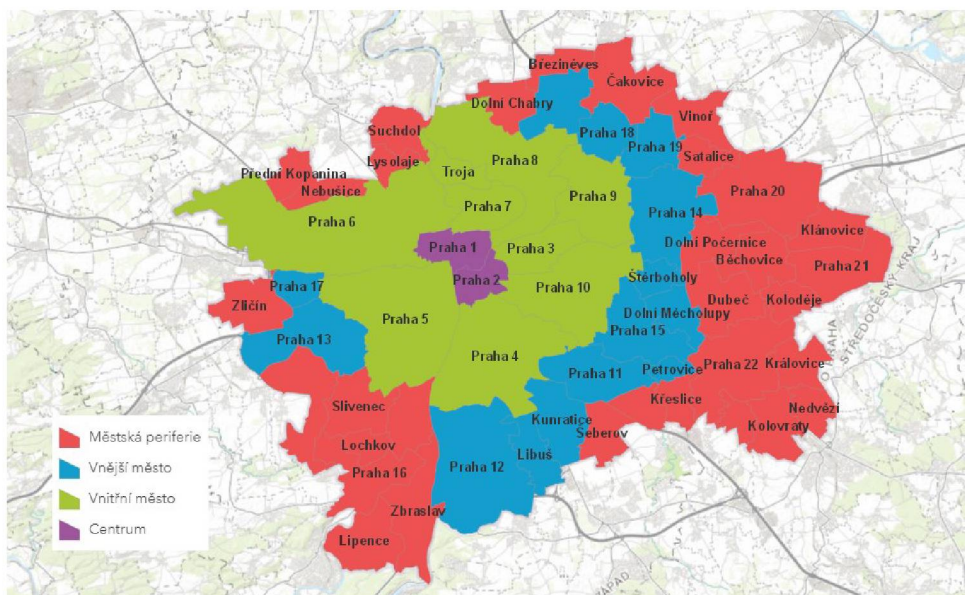 Březiněves
Čakovice
Dolní Chabry
Vinoř
Suchdol
Praha 18
Praha 19
Satalice
Lysolaje
Praha 8
Přední Kopanina
Troja
Nebušice
Praha 20
Praha 9
Praha 7
Praha 14
Praha 6
Klánovice
Praha 1
Praha 3
Dolní Počernice
Běchovice
Praha 21
Praha 2
Štěrboholy
Praha 17
Praha 10
Zličín
Dubeč
Koloděje
Dolní Měcholupy
Praha 5
Praha 15
Praha 13
Praha 4
Praha 22
Královice
Petrovice
Praha 11
Křeslice
Slivenec
Nedvězí
Kunratice
Kolovraty
Šeberov
Lochkov
Libuš
Praha 12
Praha 16
Zbraslav
Lipence
O PRAHA
STŘEDOČESKÝ KRAJ
ZÁPAD
Městská periferie
Vnější město
Vnitřní město
Centrum